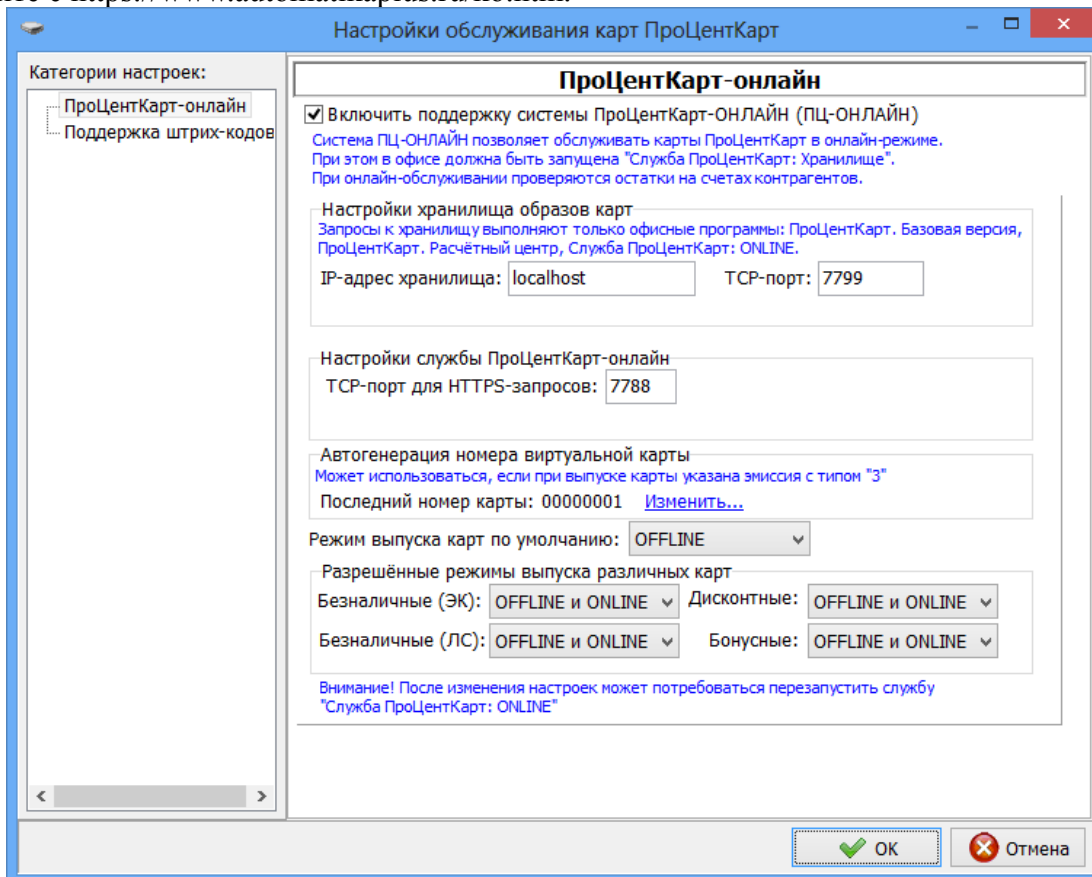 Настройки обслуживания карт ПроЦентКарт
Категории настроек:
ПроЦентКарт-онлайн
Поддержка штрих-кодов
ПроЦентКарт-онлайн
Включить поддержку системы ПроЦентКарт-ОНЛАЙН (ПЦ-ОНЛАЙН)
Система ПЦ-ОНЛАЙН позволяет обслуживать карты ПроЦентКарт в онлайн-режиме.
При этом в офисе должна быть запущена "Служба ПроЦентКарт: Хранилище".
При онлайн-обслуживании проверяются остатки на счетах контрагентов.
Настройки хранилища образов карт
Запросы к хранилищу выполняют только офисные программы: ПроЦентКарт. Базовая версия,
ПроЦентКарт. Расчётный центр, Служба ПроЦентКарт: ONLINE.
IP-адрес хранилища: localhost TCP-порт: 7799
Настройки службы ПроЦентКарт-онлайн
TCP-порт для HTTPS-запросов: 7788
Автогенерация номера виртуальной карты
Может использоваться, если при выпуске карты указана эмиссия с типом "3"
Последний номер карты: 00000001 Изменить...
Режим выпуска карт по умолчанию: OFFLINE
Разрешённые режимы выпуска различных карт
Безналичные (ЭК): OFFLINE и ONLINE Дисконтные: OFFLINE и ONLINE
Безналичные (ЛС): OFFLINE и ONLINE Бонусные: OFFLINE и ONLINE
Внимание! После изменения настроек может потребоваться перезапустить службу
"Служба ПроЦентКарт: ONLINE"
OK Отмена